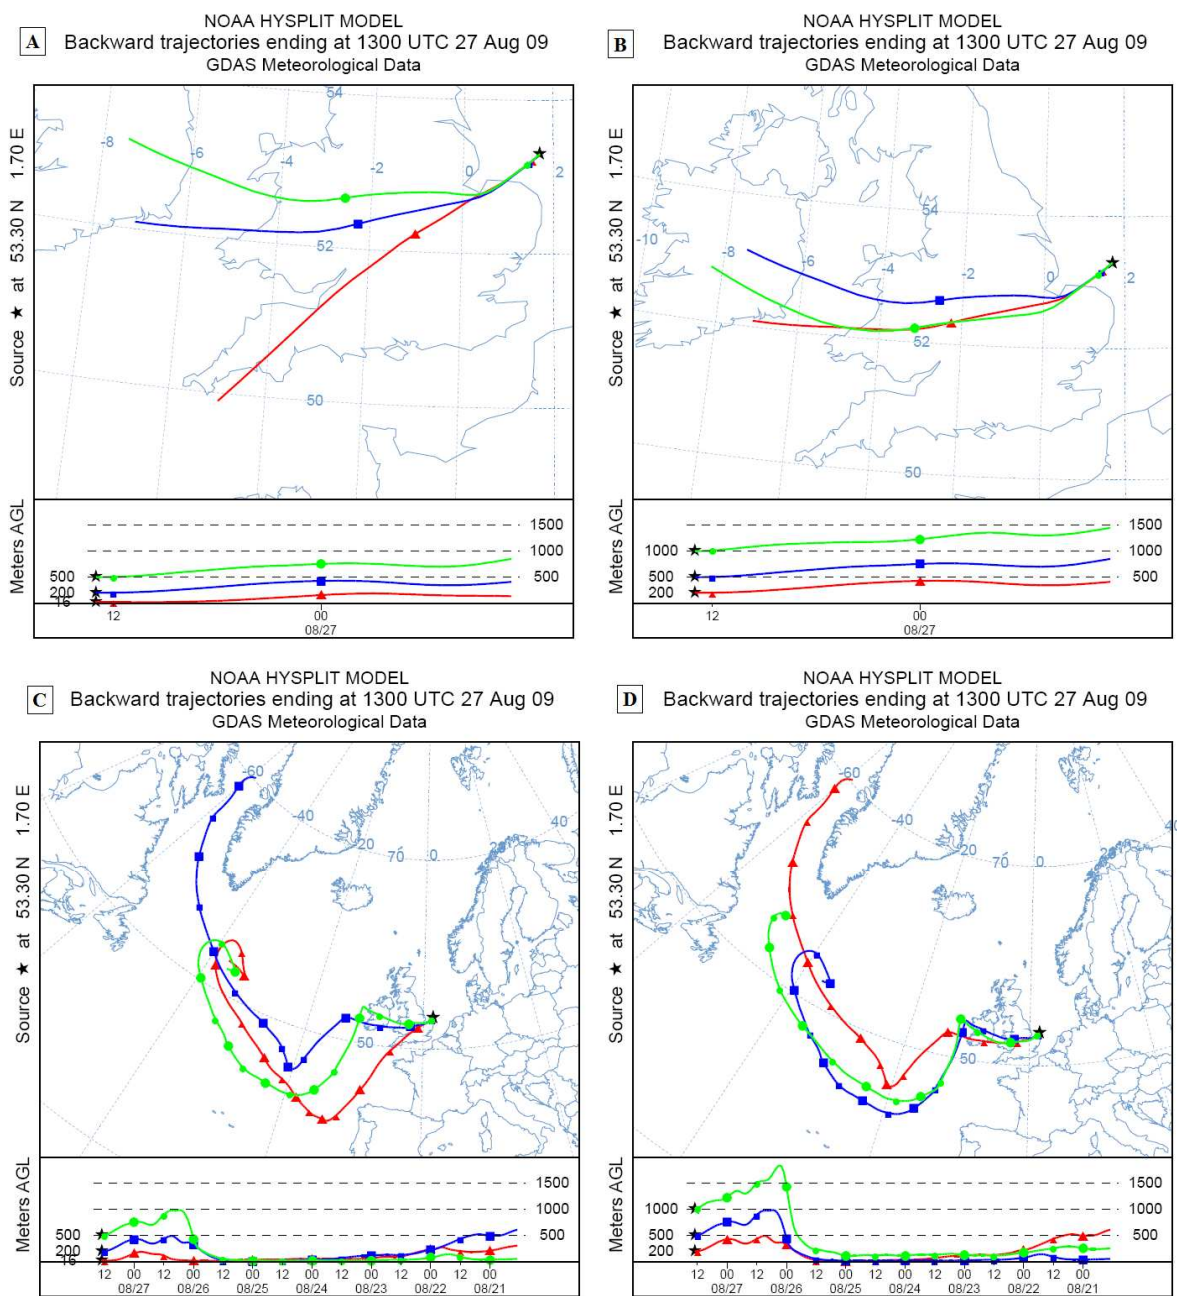 A
NOAA HYSPLIT MODEL
Backward trajectories ending at 1300 UTC 27 Aug 09
GDAS Meteorological Data
Source ★ at 53.30 N 1.70 E
54
-8
-6
-4
-2
0
2
52
50
Meters AGL
1500
1000
500
500
200
16
12
00
08/27
B
NOAA HYSPLIT MODEL
Backward trajectories ending at 1300 UTC 27 Aug 09
GDAS Meteorological Data
Source ★ at 53.30 N 1.70 E
54
-10
-8
-6
-4
-2
0
2
52
50
Meters AGL
1500
1000
500
1000
500
200
12
00
08/27
C
NOAA HYSPLIT MODEL
Backward trajectories ending at 1300 UTC 27 Aug 09
GDAS Meteorological Data
Source ★ at 53.30 N 1.70 E
-60
-40
-20
70
0
40
50
Meters AGL
1500
1000
500
500
200
16
12 00 12 00 12 00 12 00 12 00 12 00 12 00
08/27 08/26 08/25 08/24 08/23 08/22 08/21
D
NOAA HYSPLIT MODEL
Backward trajectories ending at 1300 UTC 27 Aug 09
GDAS Meteorological Data
Source ★ at 53.30 N 1.70 E
-60
-40
-20
70
0
40
50
Meters AGL
1500
1000
500
1000
500
200
12 00 12 00 12 00 12 00 12 00 12 00 12 00
08/27 08/26 08/25 08/24 08/23 08/22 08/21